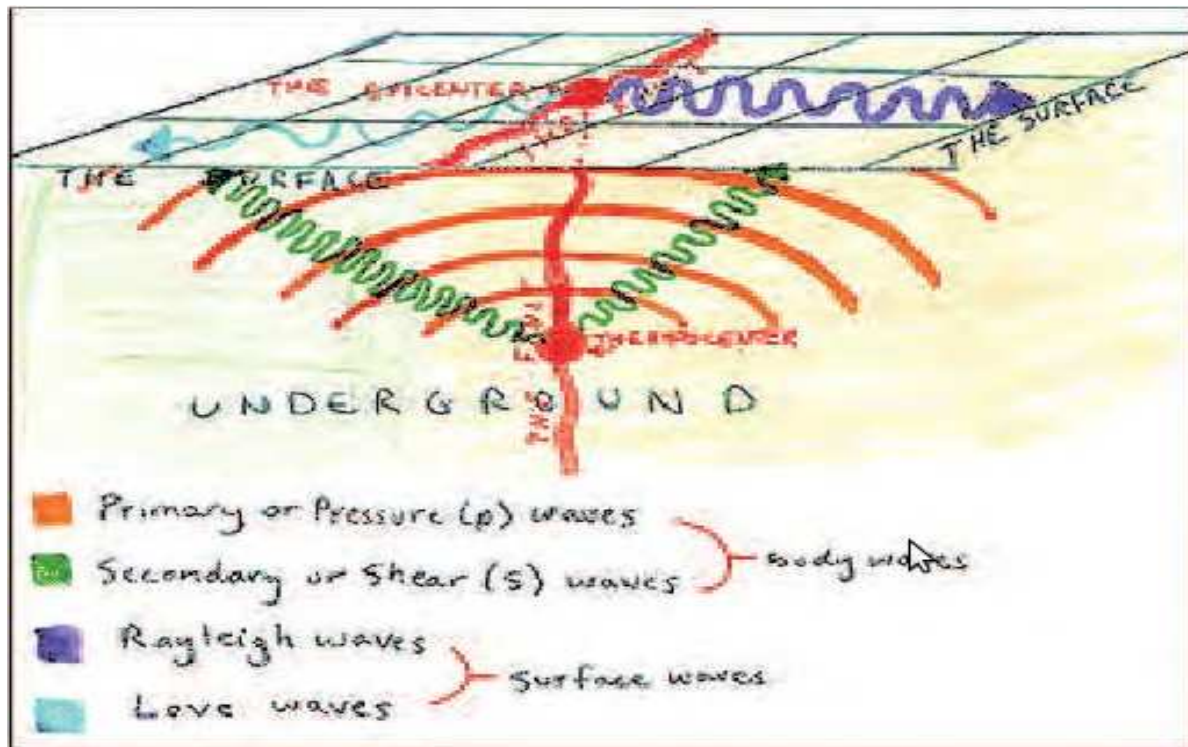 THE EPICENTER
THE SURFACE
THE SURFACE
THE FAULT
THE HYPOCENTER
UNDERGROUND
Primary or Pressure (p) waves
Secondary or Shear (s) waves
Body waves
Rayleigh waves
Surface waves
Love waves